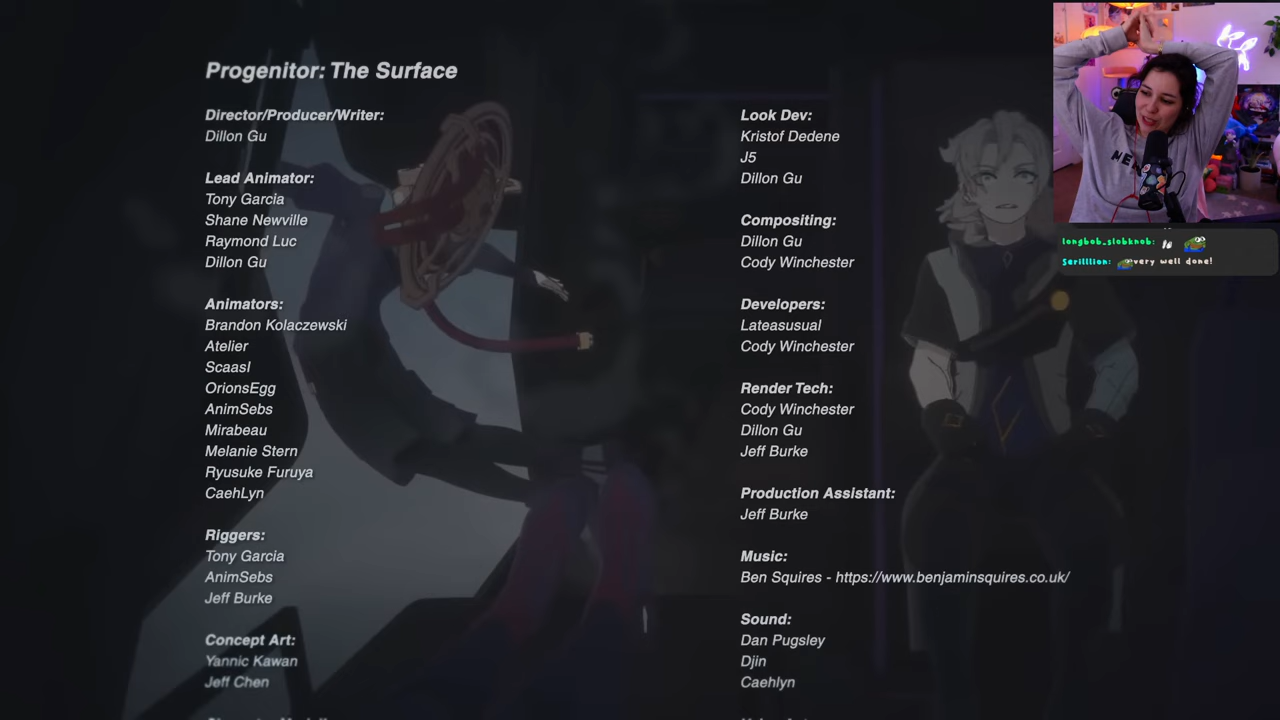 Progenitor: The Surface
Director/Producer/Writer:
Dillon Gu
Lead Animator:
Tony Garcia
Shane Newville
Raymond Luc
Dillon Gu
Animators:
Brandon Kolaczewski
Atelier
Scaasl
OrionsEgg
AnimSebs
Mirabeau
Melanie Stern
Ryusuke Furuya
CaehLyn
Riggers:
Tony Garcia
AnimSebs
Jeff Burke
Concept Art:
Yannic Kawan
Jeff Chen
Look Dev:
Kristof Dedene
J5
Dillon Gu
Compositing:
Dillon Gu
Cody Winchester
Developers:
Lateasusual
Cody Winchester
Render Tech:
Cody Winchester
Dillon Gu
Jeff Burke
Production Assistant:
Jeff Burke
Music:
Ben Squires - https://www.benjaminsquires.co.uk/
Sound:
Dan Pugsley
Djin
Caehlyn
longbob_slobknob:
Serilllion: very well done!